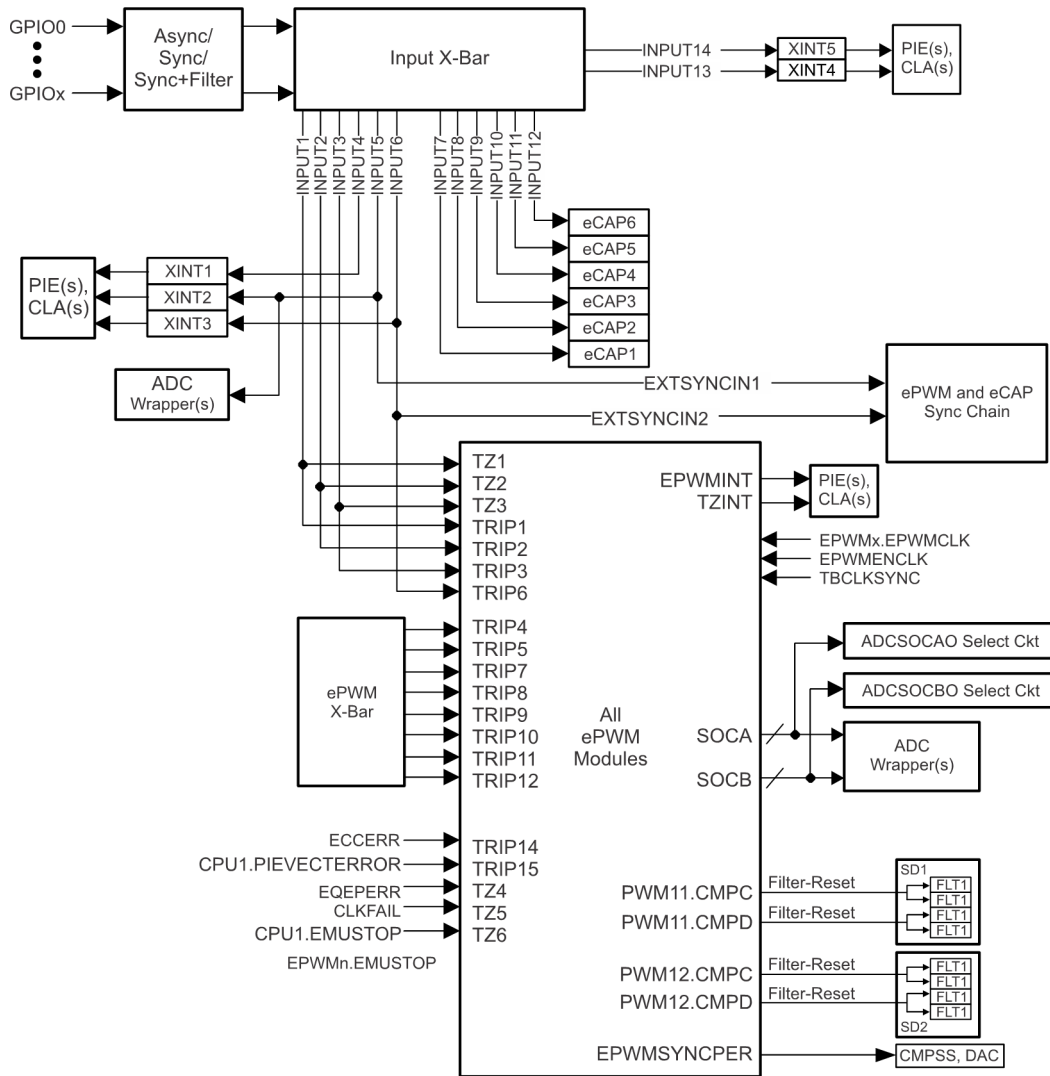 GPIO0
GPIOx
Async/
Sync/
Sync+Filter
Input X-Bar
INPUT14
INPUT13
XINT5
XINT4
PIE(s),
CLA(s)
INPUT1
INPUT2
INPUT3
INPUT4
INPUT5
INPUT6
INPUT7
INPUT8
INPUT9
INPUT10
INPUT11
INPUT12
eCAP6
eCAP5
eCAP4
eCAP3
eCAP2
eCAP1
PIE(s),
CLA(s)
XINT1
XINT2
XINT3
ADC
Wrapper(s)
EXTSYNCIN1
EXTSYNCIN2
ePWM and eCAP
Sync Chain
TZ1
TZ2
TZ3
TRIP1
TRIP2
TRIP3
TRIP6
EPWMINT
TZINT
PIE(s),
CLA(s)
EPWMx.EPWMCLK
EPWMENCLK
TBCLKSYNC
ePWM
X-Bar
TRIP4
TRIP5
TRIP7
TRIP8
TRIP9
TRIP10
TRIP11
TRIP12
All
ePWM
Modules
SOCA
SOCB
ADCSOCAO Select Ckt
ADCSOCBO Select Ckt
ADC
Wrapper(s)
ECCERR
CPU1.PIEVECTERROR
EQEPERR
CLKFAIL
CPU1.EMUSTOP
EPWMn.EMUSTOP
TRIP14
TRIP15
TZ4
TZ5
TZ6
PWM11.CMPC
PWM11.CMPD
Filter-Reset
Filter-Reset
SD1
FLT1
FLT1
FLT1
FLT1
PWM12.CMPC
PWM12.CMPD
Filter-Reset
Filter-Reset
FLT1
FLT1
FLT1
FLT1
SD2
EPWMSYNCPER
CMPSS, DAC